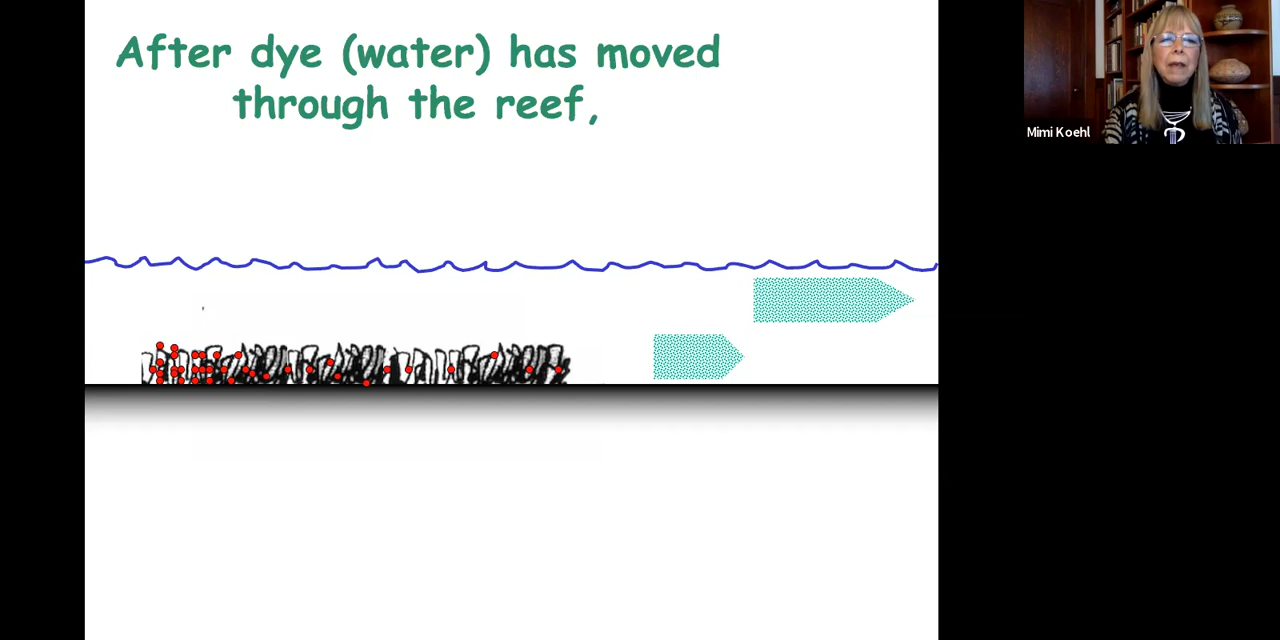 After dye (water) has moved
through the reef,
Mimi Koehl